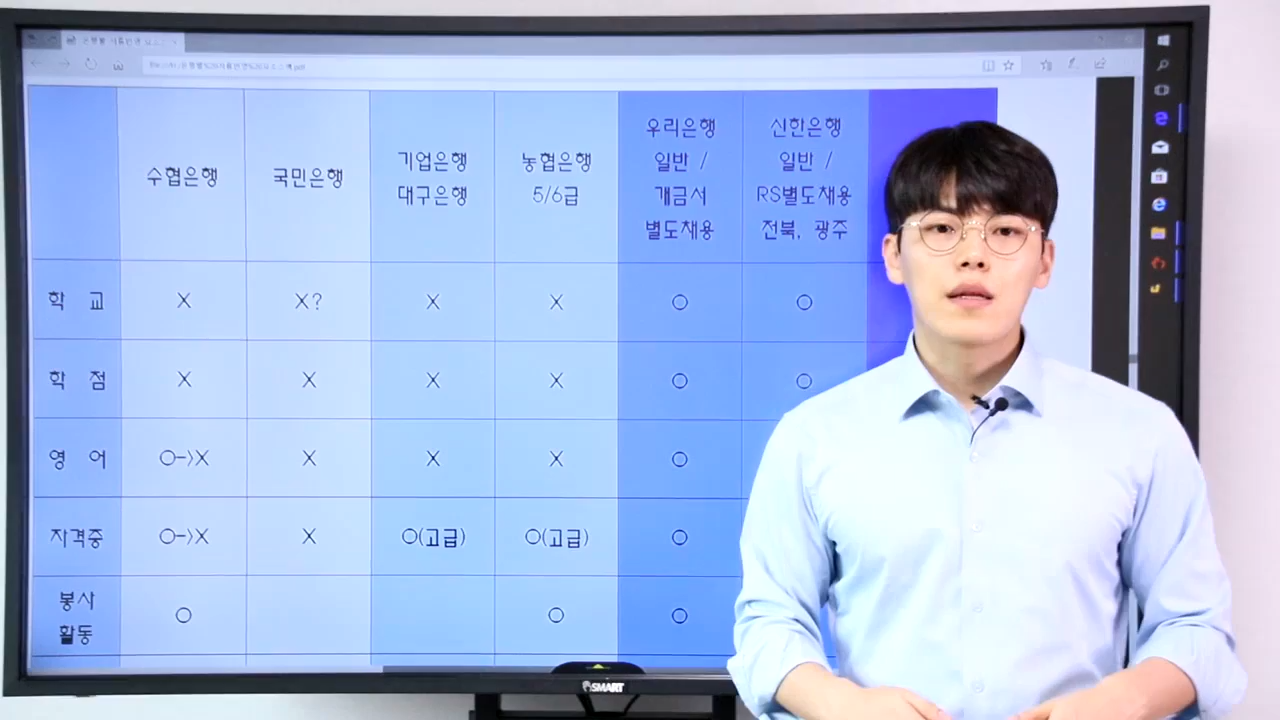 수협은행
국민은행
기업은행
대구은행
농협은행
5/6급
우리은행
일반 /
개금서
별도채용
신한은행
일반 /
RS별도채용
전북, 광주
학 교 X X? X X ○ ○
학 점 X X X X ○ ○
영 어 ○->X X X X ○
자격증 ○->X X ○(고급) ○(고급) ○
봉사
활동 ○ ○ ○
SMART